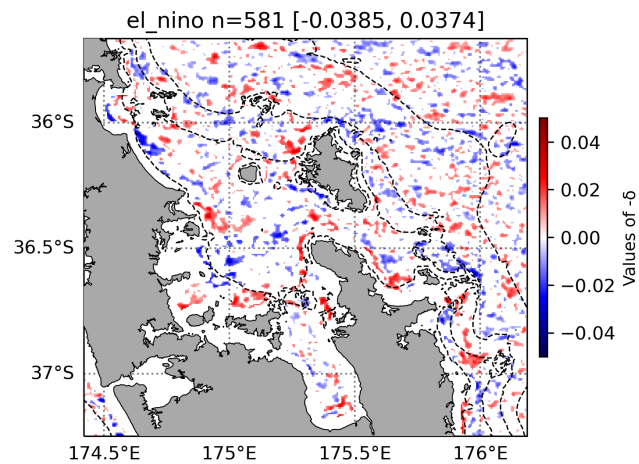 el_nino n=581 [-0.0385, 0.0374]
36°S
36.5°S
37°S
174.5°E
175°E
175.5°E
176°E
0.04
0.02
0.00
−0.02
−0.04
Values of -δ